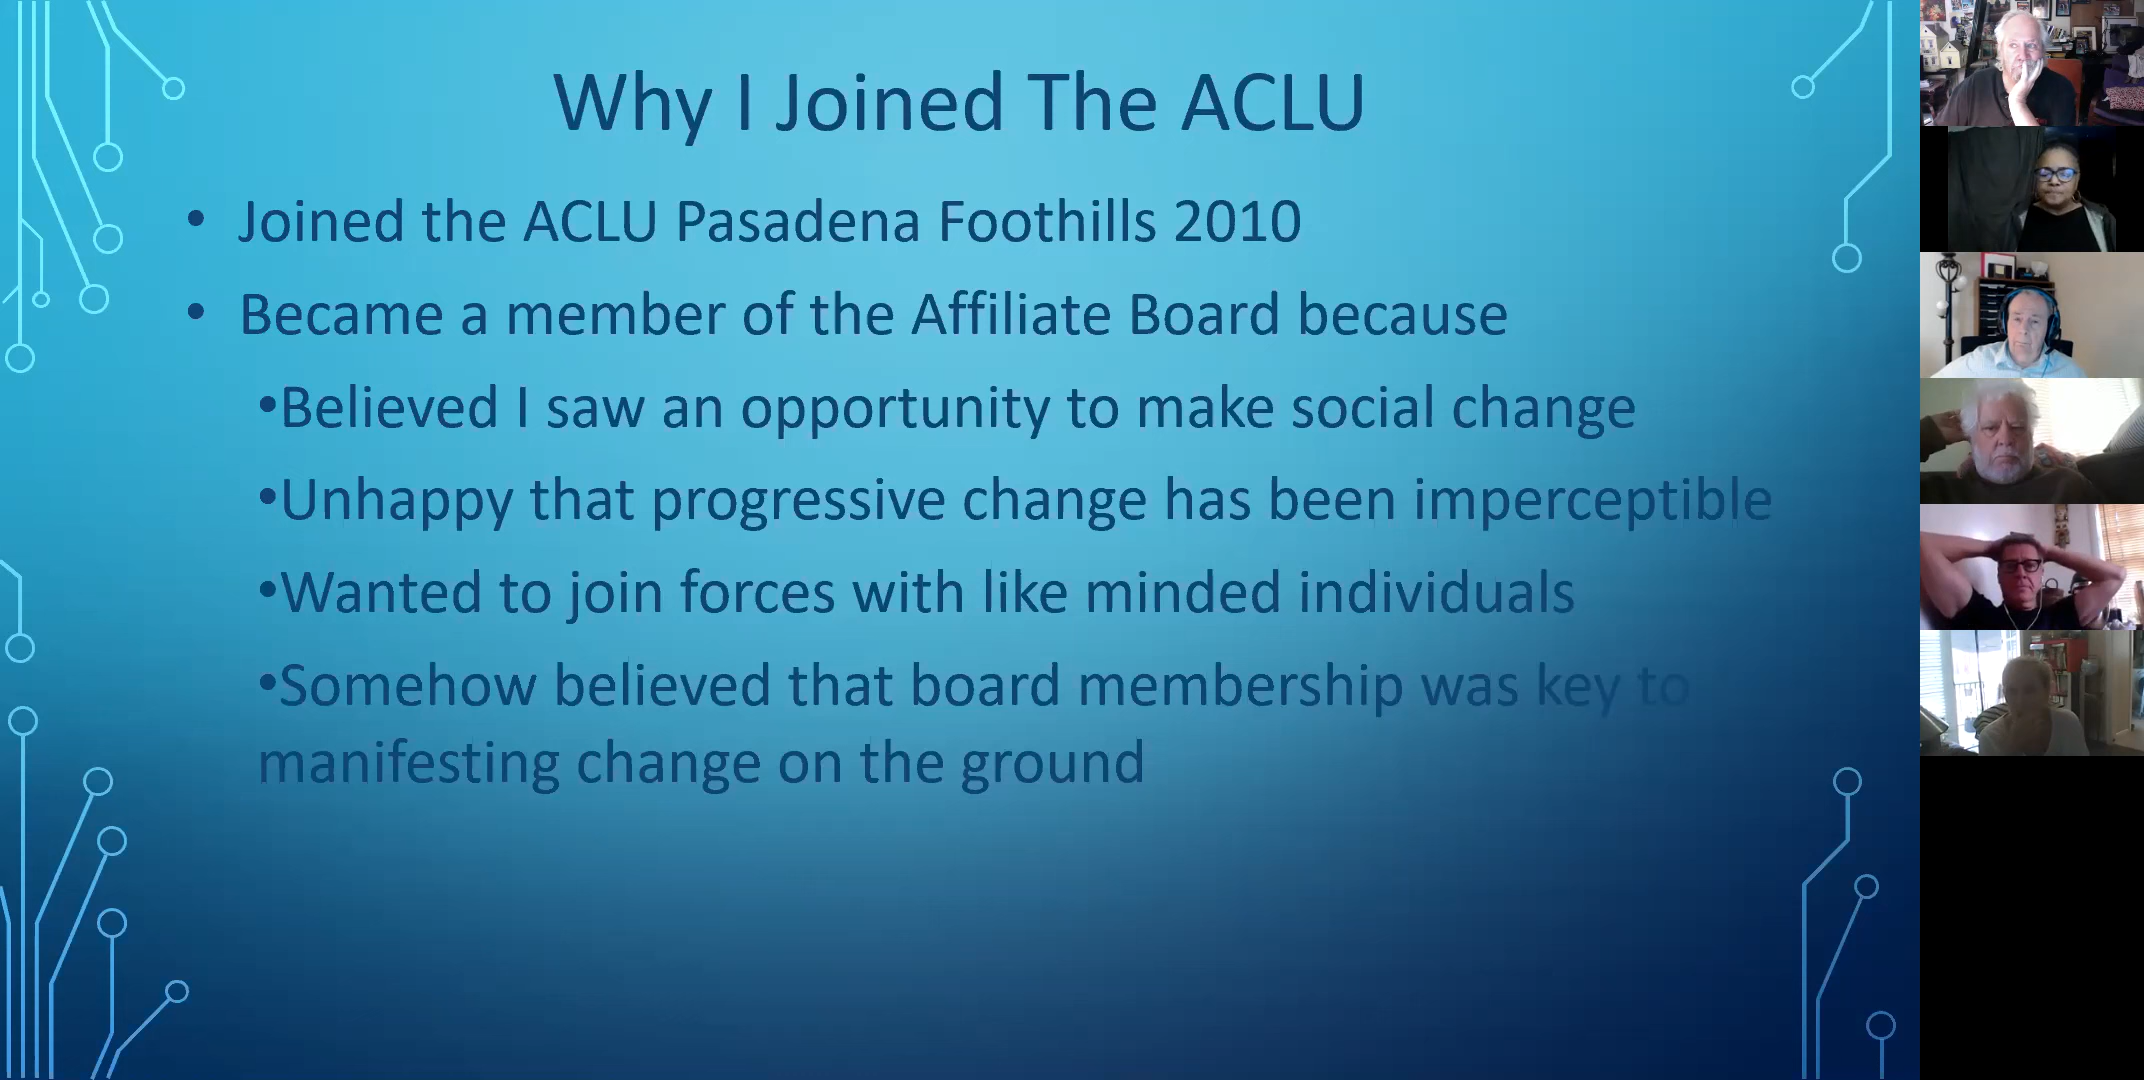 Why I Joined The ACLU
• Joined the ACLU Pasadena Foothills 2010
• Became a member of the Affiliate Board because
•Believed I saw an opportunity to make social change
•Unhappy that progressive change has been imperceptible
•Wanted to join forces with like minded individuals
•Somehow believed that board membership was key to
manifesting change on the ground